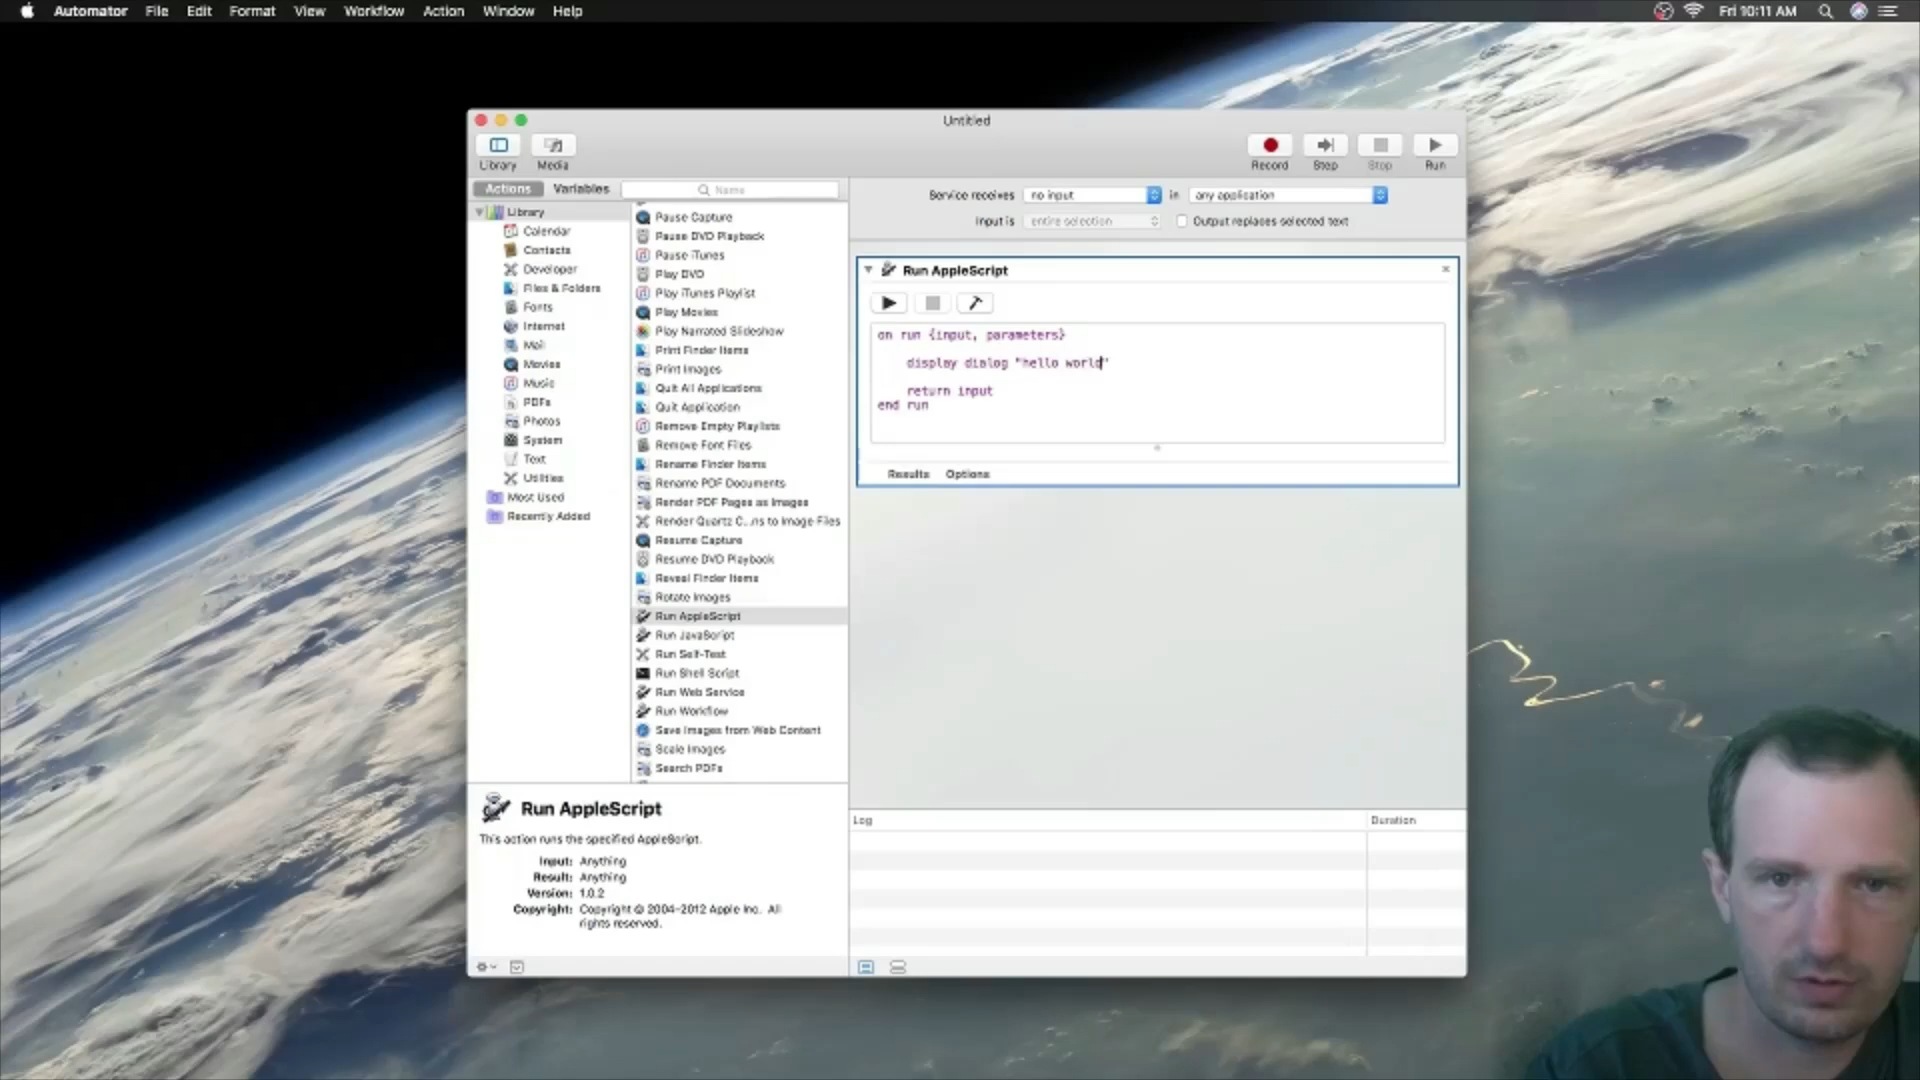 Automator File Edit Format View Workflow Action Window Help Fri 10:11 AM
Untitled
Library Media Record Step Stop Run
Actions Variables Name
Service receives no input in any application
Input is entire selection Output replaces selected text
Library
Calendar
Contacts
Developer
Files & Folders
Fonts
Internet
Mail
Movies
Music
PDFs
Photos
System
Text
Utilities
Most Used
Recently Added
Pause Capture
Pause DVD Playback
Pause iTunes
Play DVD
Play iTunes Playlist
Play Movies
Play Narrated Slideshow
Print Finder Items
Print Images
Quit All Applications
Quit Application
Remove Empty Playlists
Remove Font Files
Rename Finder Items
Rename PDF Documents
Render PDF Pages as Images
Render Quartz C...ns to Image Files
Resume Capture
Resume DVD Playback
Reveal Finder Items
Rotate Images
Run AppleScript
Run JavaScript
Run Self-Test
Run Shell Script
Run Web Service
Run Workflow
Save Images from Web Content
Scale Images
Search PDFs
Run AppleScript
on run {input, parameters}
display dialog "hello world"
return input
end run
Results Options
Run AppleScript
This action runs the specified AppleScript.
Input: Anything
Result: Anything
Version: 1.0.2
Copyright: Copyright © 2004–2012 Apple Inc. All
rights reserved.
Log Duration